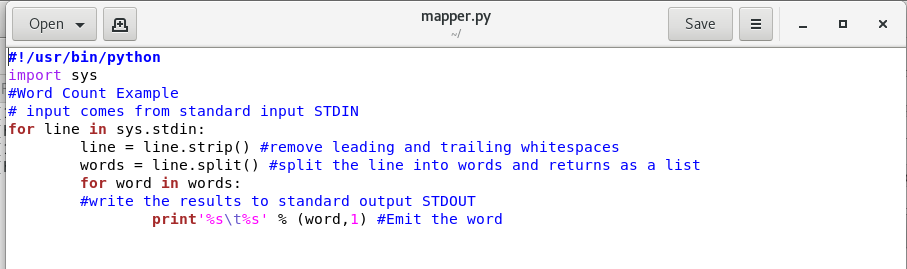 Open
mapper.py
~/
Save
#!/usr/bin/python
import sys
#Word Count Example
# input comes from standard input STDIN
for line in sys.stdin:
        line = line.strip() #remove leading and trailing whitespaces
        words = line.split() #split the line into words and returns as a list
        for word in words:
        #write the results to standard output STDOUT
                print'%s\t%s' % (word,1) #Emit the word